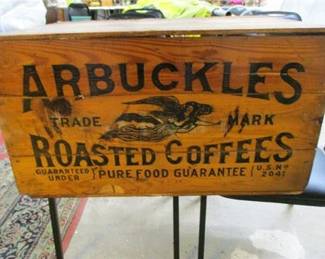 ARBUCKLES
TRADE MARK
ROASTED COFFEES
GUARANTEED UNDER PURE FOOD GUARANTEE U.S. No 2041